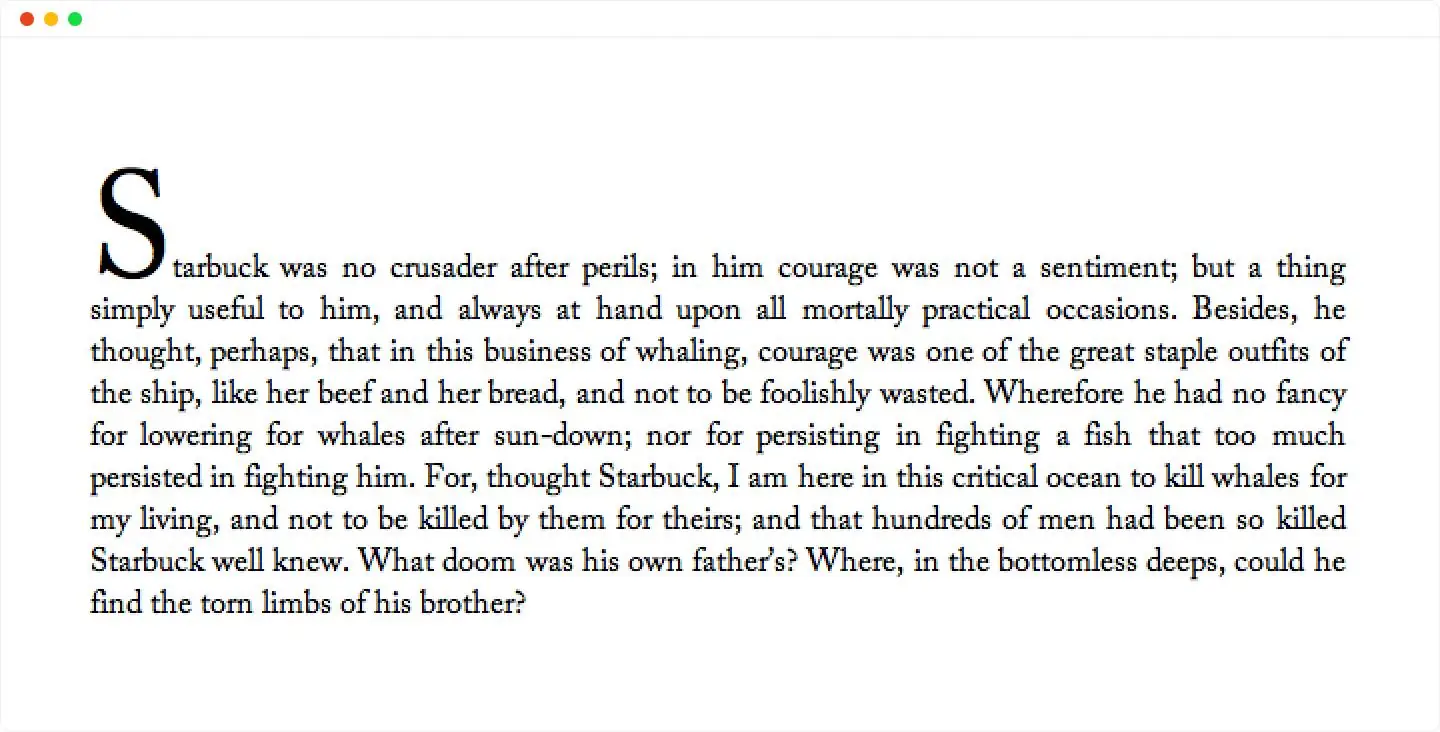 Starbuck was no crusader after perils; in him courage was not a sentiment; but a thing
simply useful to him, and always at hand upon all mortally practical occasions. Besides, he
thought, perhaps, that in this business of whaling, courage was one of the great staple outfits of
the ship, like her beef and her bread, and not to be foolishly wasted. Wherefore he had no fancy
for lowering for whales after sun-down; nor for persisting in fighting a fish that too much
persisted in fighting him. For, thought Starbuck, I am here in this critical ocean to kill whales for
my living, and not to be killed by them for theirs; and that hundreds of men had been so killed
Starbuck well knew. What doom was his own father’s? Where, in the bottomless deeps, could he
find the torn limbs of his brother?